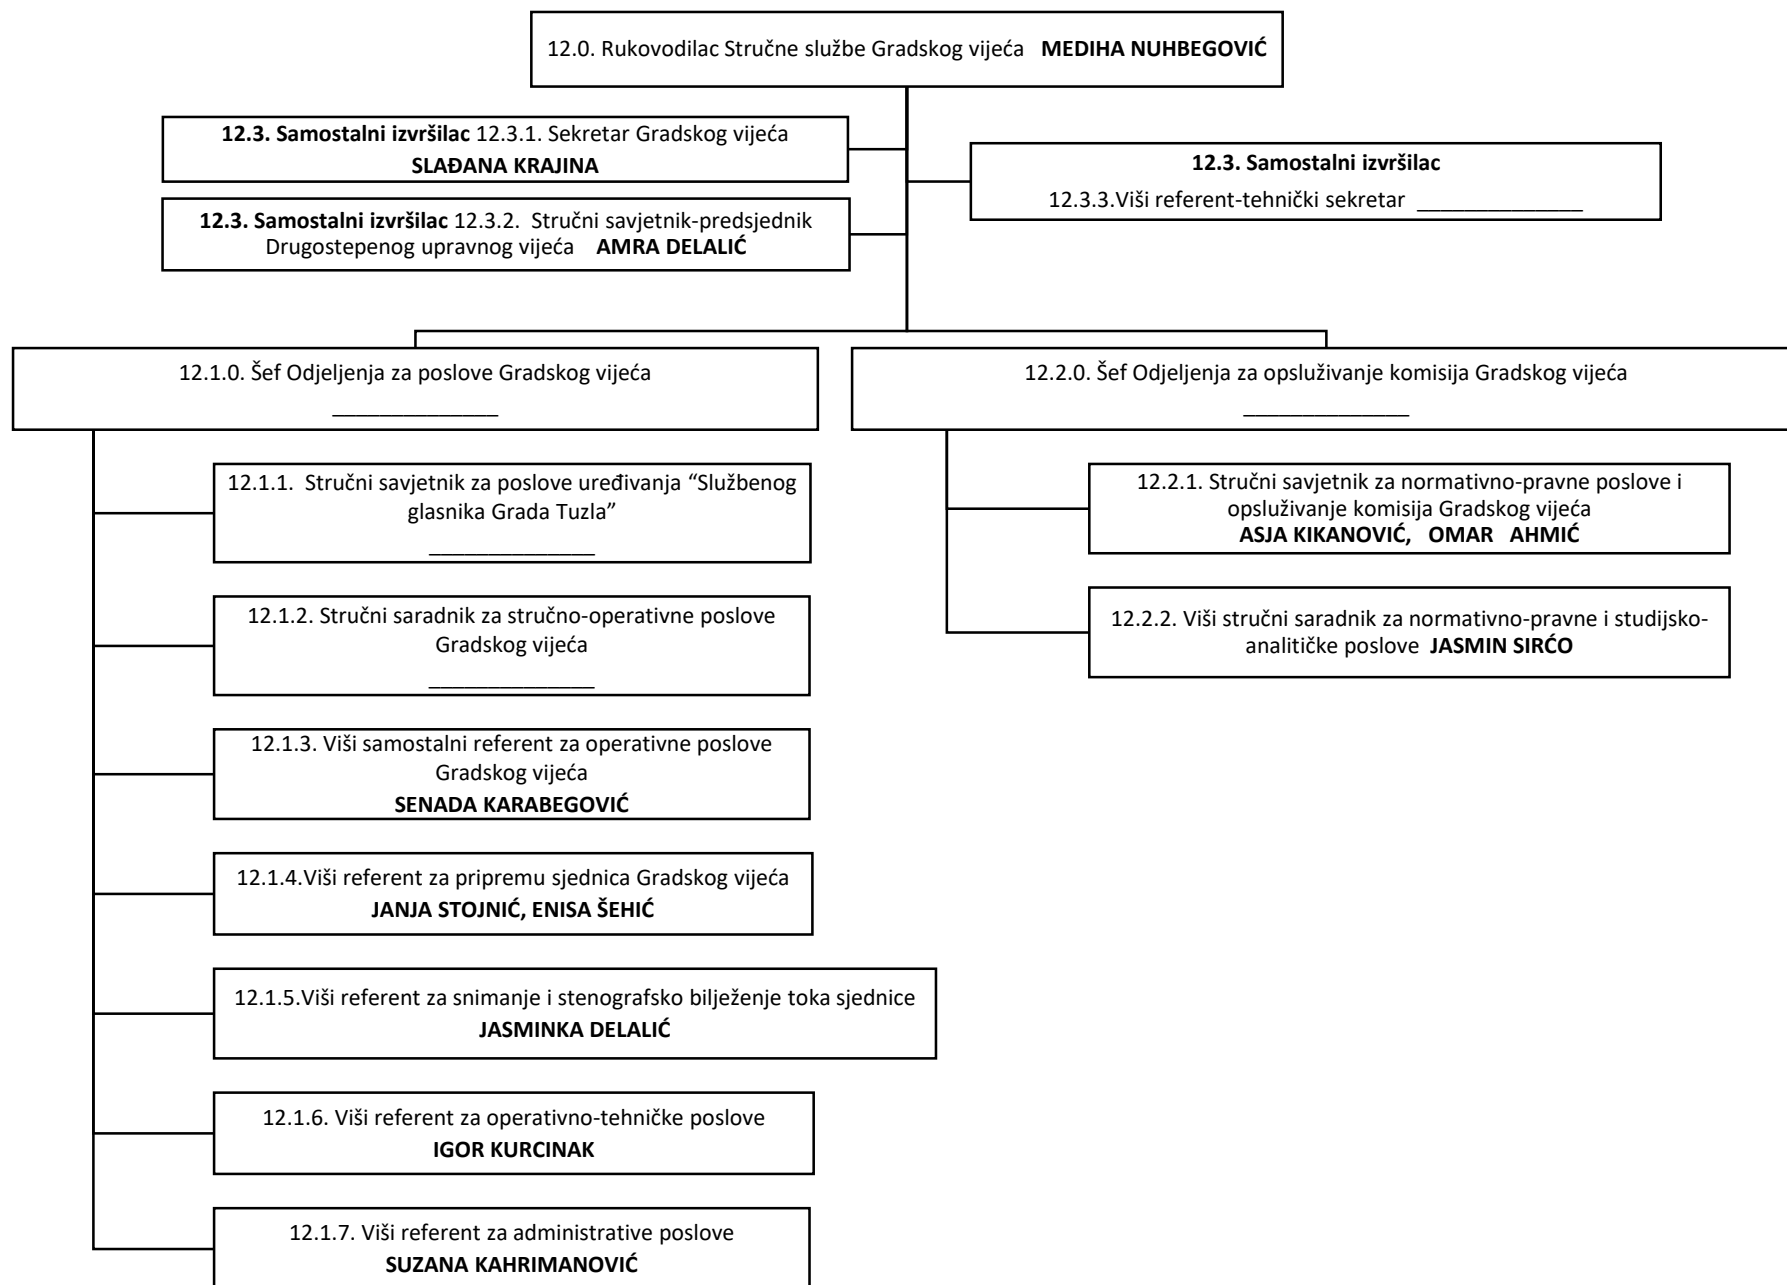 12.0. Rukovodilac Stručne službe Gradskog vijeća MEDIHA NUHBEGOVIĆ
12.3. Samostalni izvršilac 12.3.1. Sekretar Gradskog vijeća
SLAĐANA KRAJINA
12.3. Samostalni izvršilac
12.3.3.Viši referent-tehnički sekretar ______________
12.3. Samostalni izvršilac 12.3.2. Stručni savjetnik-predsjednik
Drugostepenog upravnog vijeća AMRA DELALIĆ
12.1.0. Šef Odjeljenja za poslove Gradskog vijeća
______________
12.1.1. Stručni savjetnik za poslove uređivanja “Službenog
glasnika Grada Tuzla”
______________
12.1.2. Stručni saradnik za stručno-operativne poslove
Gradskog vijeća
______________
12.1.3. Viši samostalni referent za operativne poslove
Gradskog vijeća
SENADA KARABEGOVIĆ
12.1.4.Viši referent za pripremu sjednica Gradskog vijeća
JANJA STOJNIĆ, ENISA ŠEHIĆ
12.1.5.Viši referent za snimanje i stenografsko bilježenje toka sjednice
JASMINKA DELALIĆ
12.1.6. Viši referent za operativno-tehničke poslove
IGOR KURCINAK
12.1.7. Viši referent za administrative poslove
SUZANA KAHRIMANOVIĆ
12.2.0. Šef Odjeljenja za opsluživanje komisija Gradskog vijeća
______________
12.2.1. Stručni savjetnik za normativno-pravne poslove i
opsluživanje komisija Gradskog vijeća
ASJA KIKANOVIĆ, OMAR AHMIĆ
12.2.2. Viši stručni saradnik za normativno-pravne i studijsko-
analitičke poslove JASMIN SIRĆO